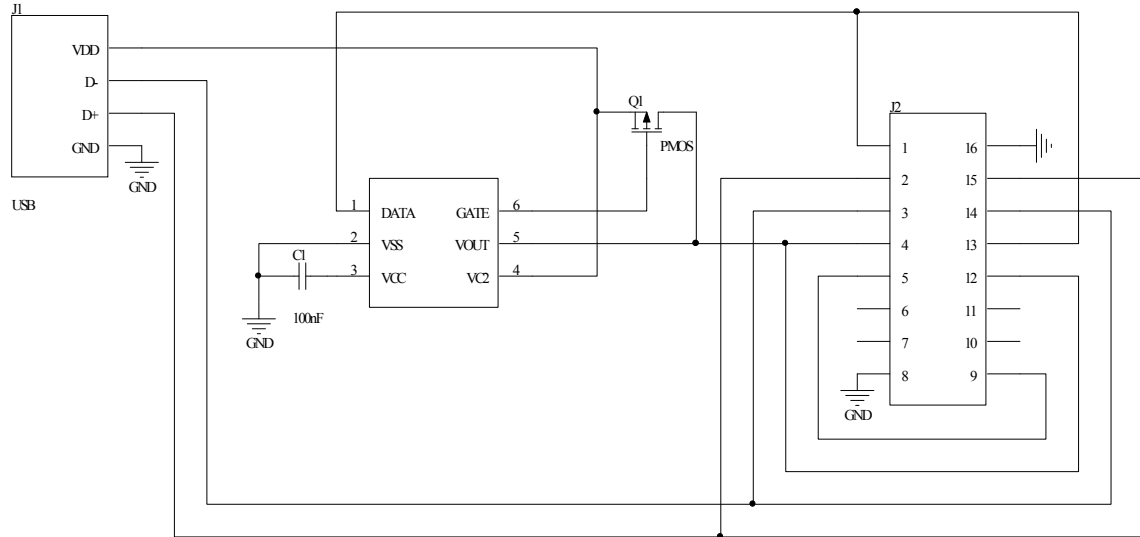 J1
VDD
D-
D+
GND
GND
USB
Q1
PMOS
1 DATA GATE 6
2 VSS VOUT 5
3 VCC VC2 4
C1
100nF
GND
J2
1 16
2 15
3 14
4 13
5 12
6 11
7 10
8 9
GND